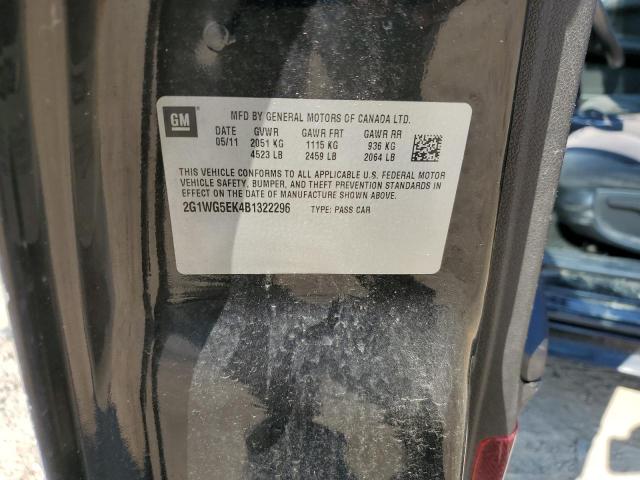 GM
MFD BY GENERAL MOTORS OF CANADA LTD.
05/11 GVWR GAWR FRT GAWR RR
2051 KG 1115 KG 936 KG
4523 LB 2459 LB 2064 LB
THIS VEHICLE CONFORMS TO ALL APPLICABLE U.S. FEDERAL MOTOR
VEHICLE SAFETY, BUMPER, AND THEFT PREVENTION STANDARDS IN
EFFECT ON THE DATE OF MANUFACTURE SHOWN ABOVE.
2G1WG5EK4B1322296 TYPE: PASS CAR